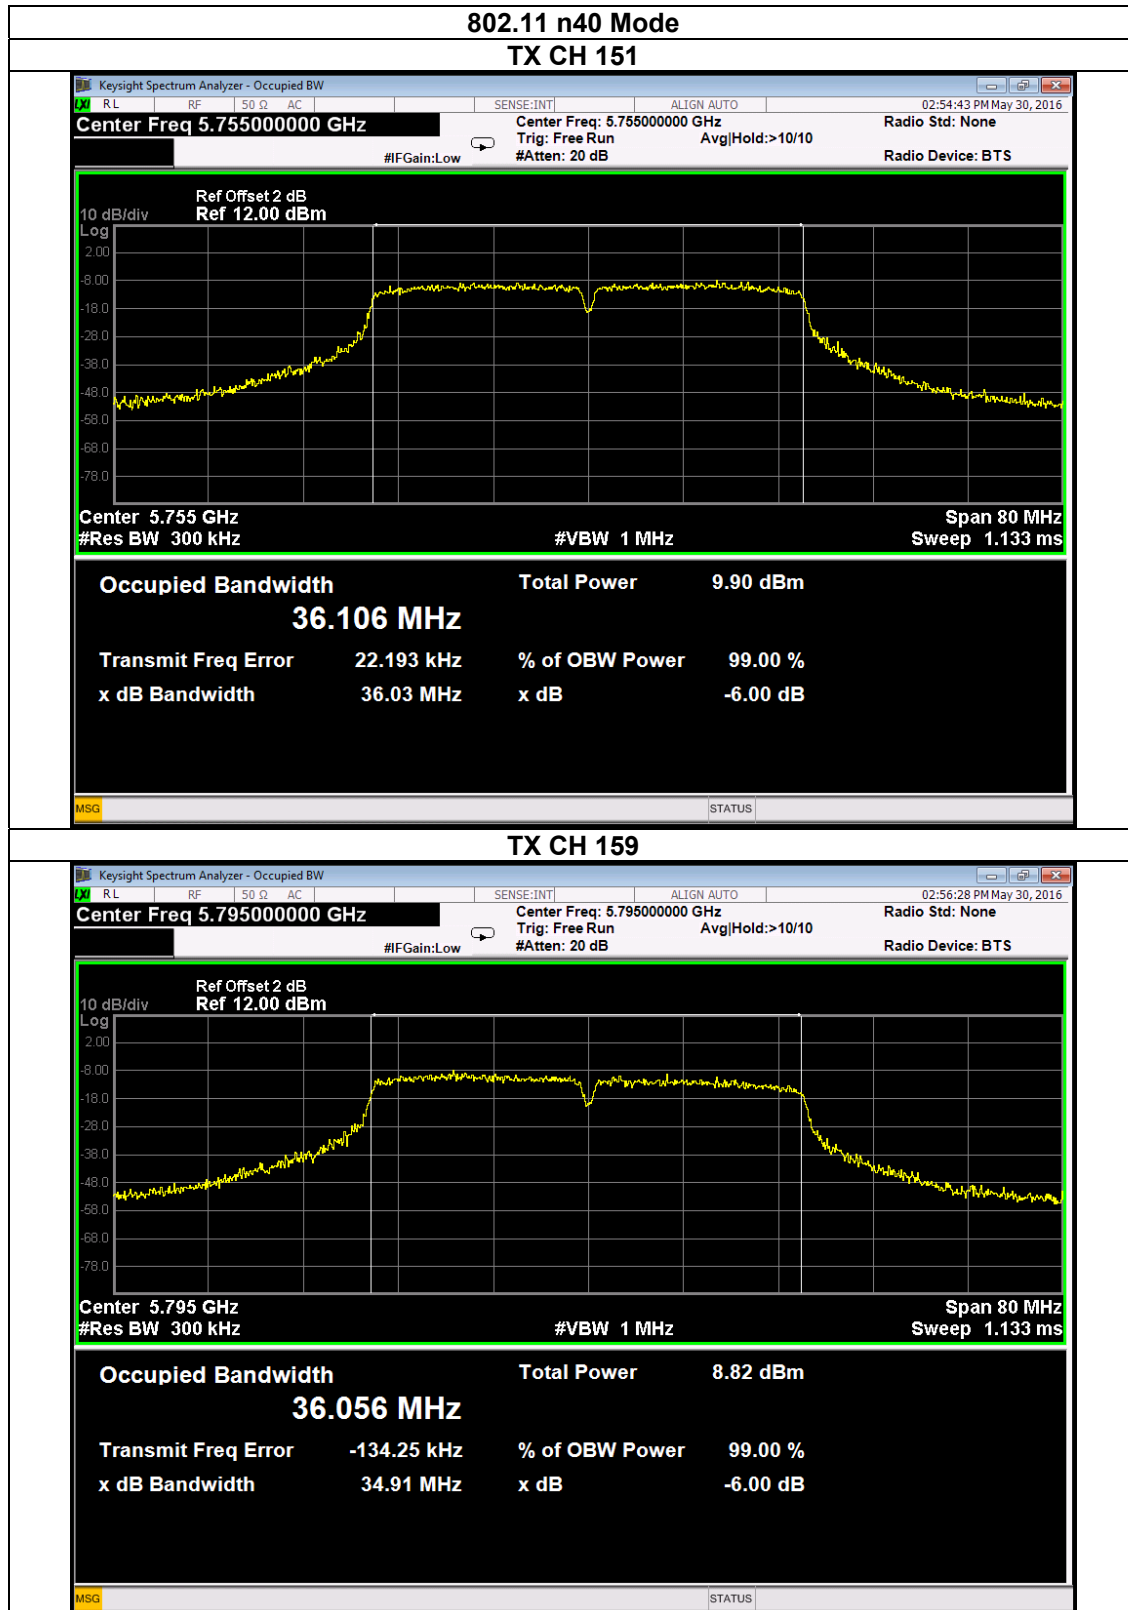 802.11 n40 Mode
TX CH 151
Keysight Spectrum Analyzer - Occupied BW
LXI RL RF 50 Ω AC SENSE:INT ALIGN AUTO 02:54:43 PM May 30, 2016
Center Freq 5.755000000 GHz Center Freq: 5.755000000 GHz Radio Std: None
Trig: Free Run Avg|Hold:>10/10
#IFGain:Low #Atten: 20 dB Radio Device: BTS
Ref Offset 2 dB
10 dB/div Ref 12.00 dBm
Log
2.00
-8.00
-18.0
-28.0
-38.0
-48.0
-58.0
-68.0
-78.0
Center 5.755 GHz Span 80 MHz
#Res BW 300 kHz #VBW 1 MHz Sweep 1.133 ms
Occupied Bandwidth Total Power 9.90 dBm
36.106 MHz
Transmit Freq Error 22.193 kHz % of OBW Power 99.00 %
x dB Bandwidth 36.03 MHz x dB -6.00 dB
MSG STATUS
TX CH 159
Keysight Spectrum Analyzer - Occupied BW
LXI RL RF 50 Ω AC SENSE:INT ALIGN AUTO 02:56:28 PM May 30, 2016
Center Freq 5.795000000 GHz Center Freq: 5.795000000 GHz Radio Std: None
Trig: Free Run Avg|Hold:>10/10
#IFGain:Low #Atten: 20 dB Radio Device: BTS
Ref Offset 2 dB
10 dB/div Ref 12.00 dBm
Log
2.00
-8.00
-18.0
-28.0
-38.0
-48.0
-58.0
-68.0
-78.0
Center 5.795 GHz Span 80 MHz
#Res BW 300 kHz #VBW 1 MHz Sweep 1.133 ms
Occupied Bandwidth Total Power 8.82 dBm
36.056 MHz
Transmit Freq Error -134.25 kHz % of OBW Power 99.00 %
x dB Bandwidth 34.91 MHz x dB -6.00 dB
MSG STATUS